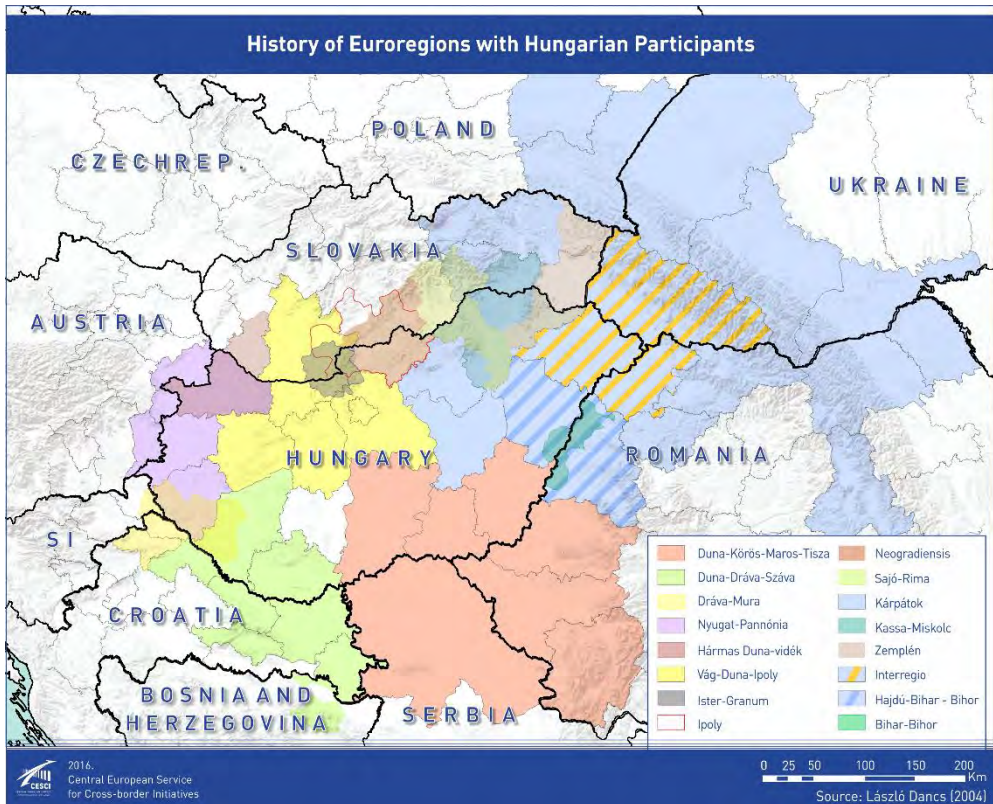 History of Euroregions with Hungarian Participants
POLAND
CZECHREP.
UKRAINE
SLOVAKIA
AUSTRIA
HUNGARY
ROMANIA
SI
CROATIA
BOSNIA AND
HERZEGOVINA
SERBIA
Duna-Körös-Maros-Tisza
Duna-Dráva-Száva
Dráva-Mura
Nyugat-Pannónia
Hármas Duna-vidék
Vág-Duna-Ipoly
Ister-Granum
Ipoly
Neogradiensis
Sajó-Rima
Kárpátok
Kassa-Miskolc
Zemplén
Interregio
Hajdú-Bihar - Bihor
Bihar-Bihor
CESCI
2016.
Central European Service
for Cross-border Initiatives
0 25 50 100 150 200
Km
Source: László Dancs (2004)